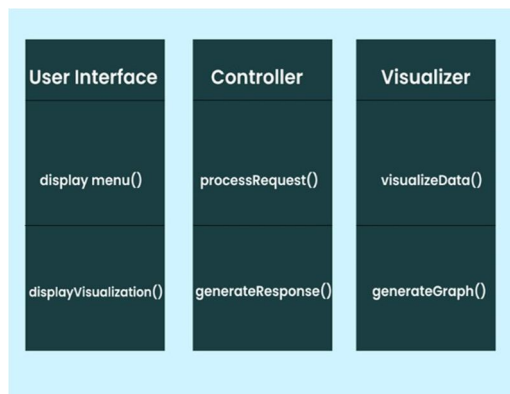 User Interface
display menu()
displayVisualization()
Controller
processRequest()
generateResponse()
Visualizer
visualizeData()
generateGraph()